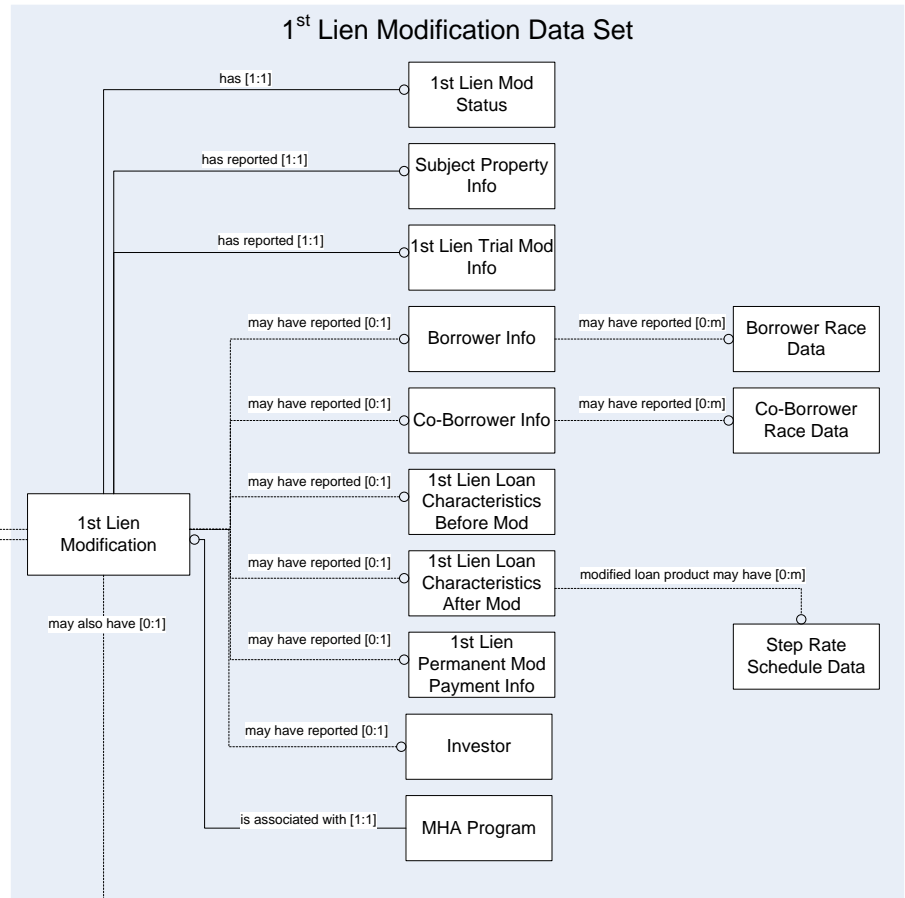 1st Lien Modification Data Set
has [1:1]
1st Lien Mod
Status
has reported [1:1]
Subject Property
Info
has reported [1:1]
1st Lien Trial Mod
Info
may have reported [0:1]
Borrower Info
may have reported [0:m]
Borrower Race
Data
may have reported [0:1]
Co-Borrower Info
may have reported [0:m]
Co-Borrower
Race Data
may have reported [0:1]
1st Lien Loan
Characteristics
Before Mod
1st Lien
Modification
may have reported [0:1]
1st Lien Loan
Characteristics
After Mod
modified loan product may have [0:m]
Step Rate
Schedule Data
may also have [0:1]
may have reported [0:1]
1st Lien
Permanent Mod
Payment Info
may have reported [0:1]
Investor
is associated with [1:1]
MHA Program